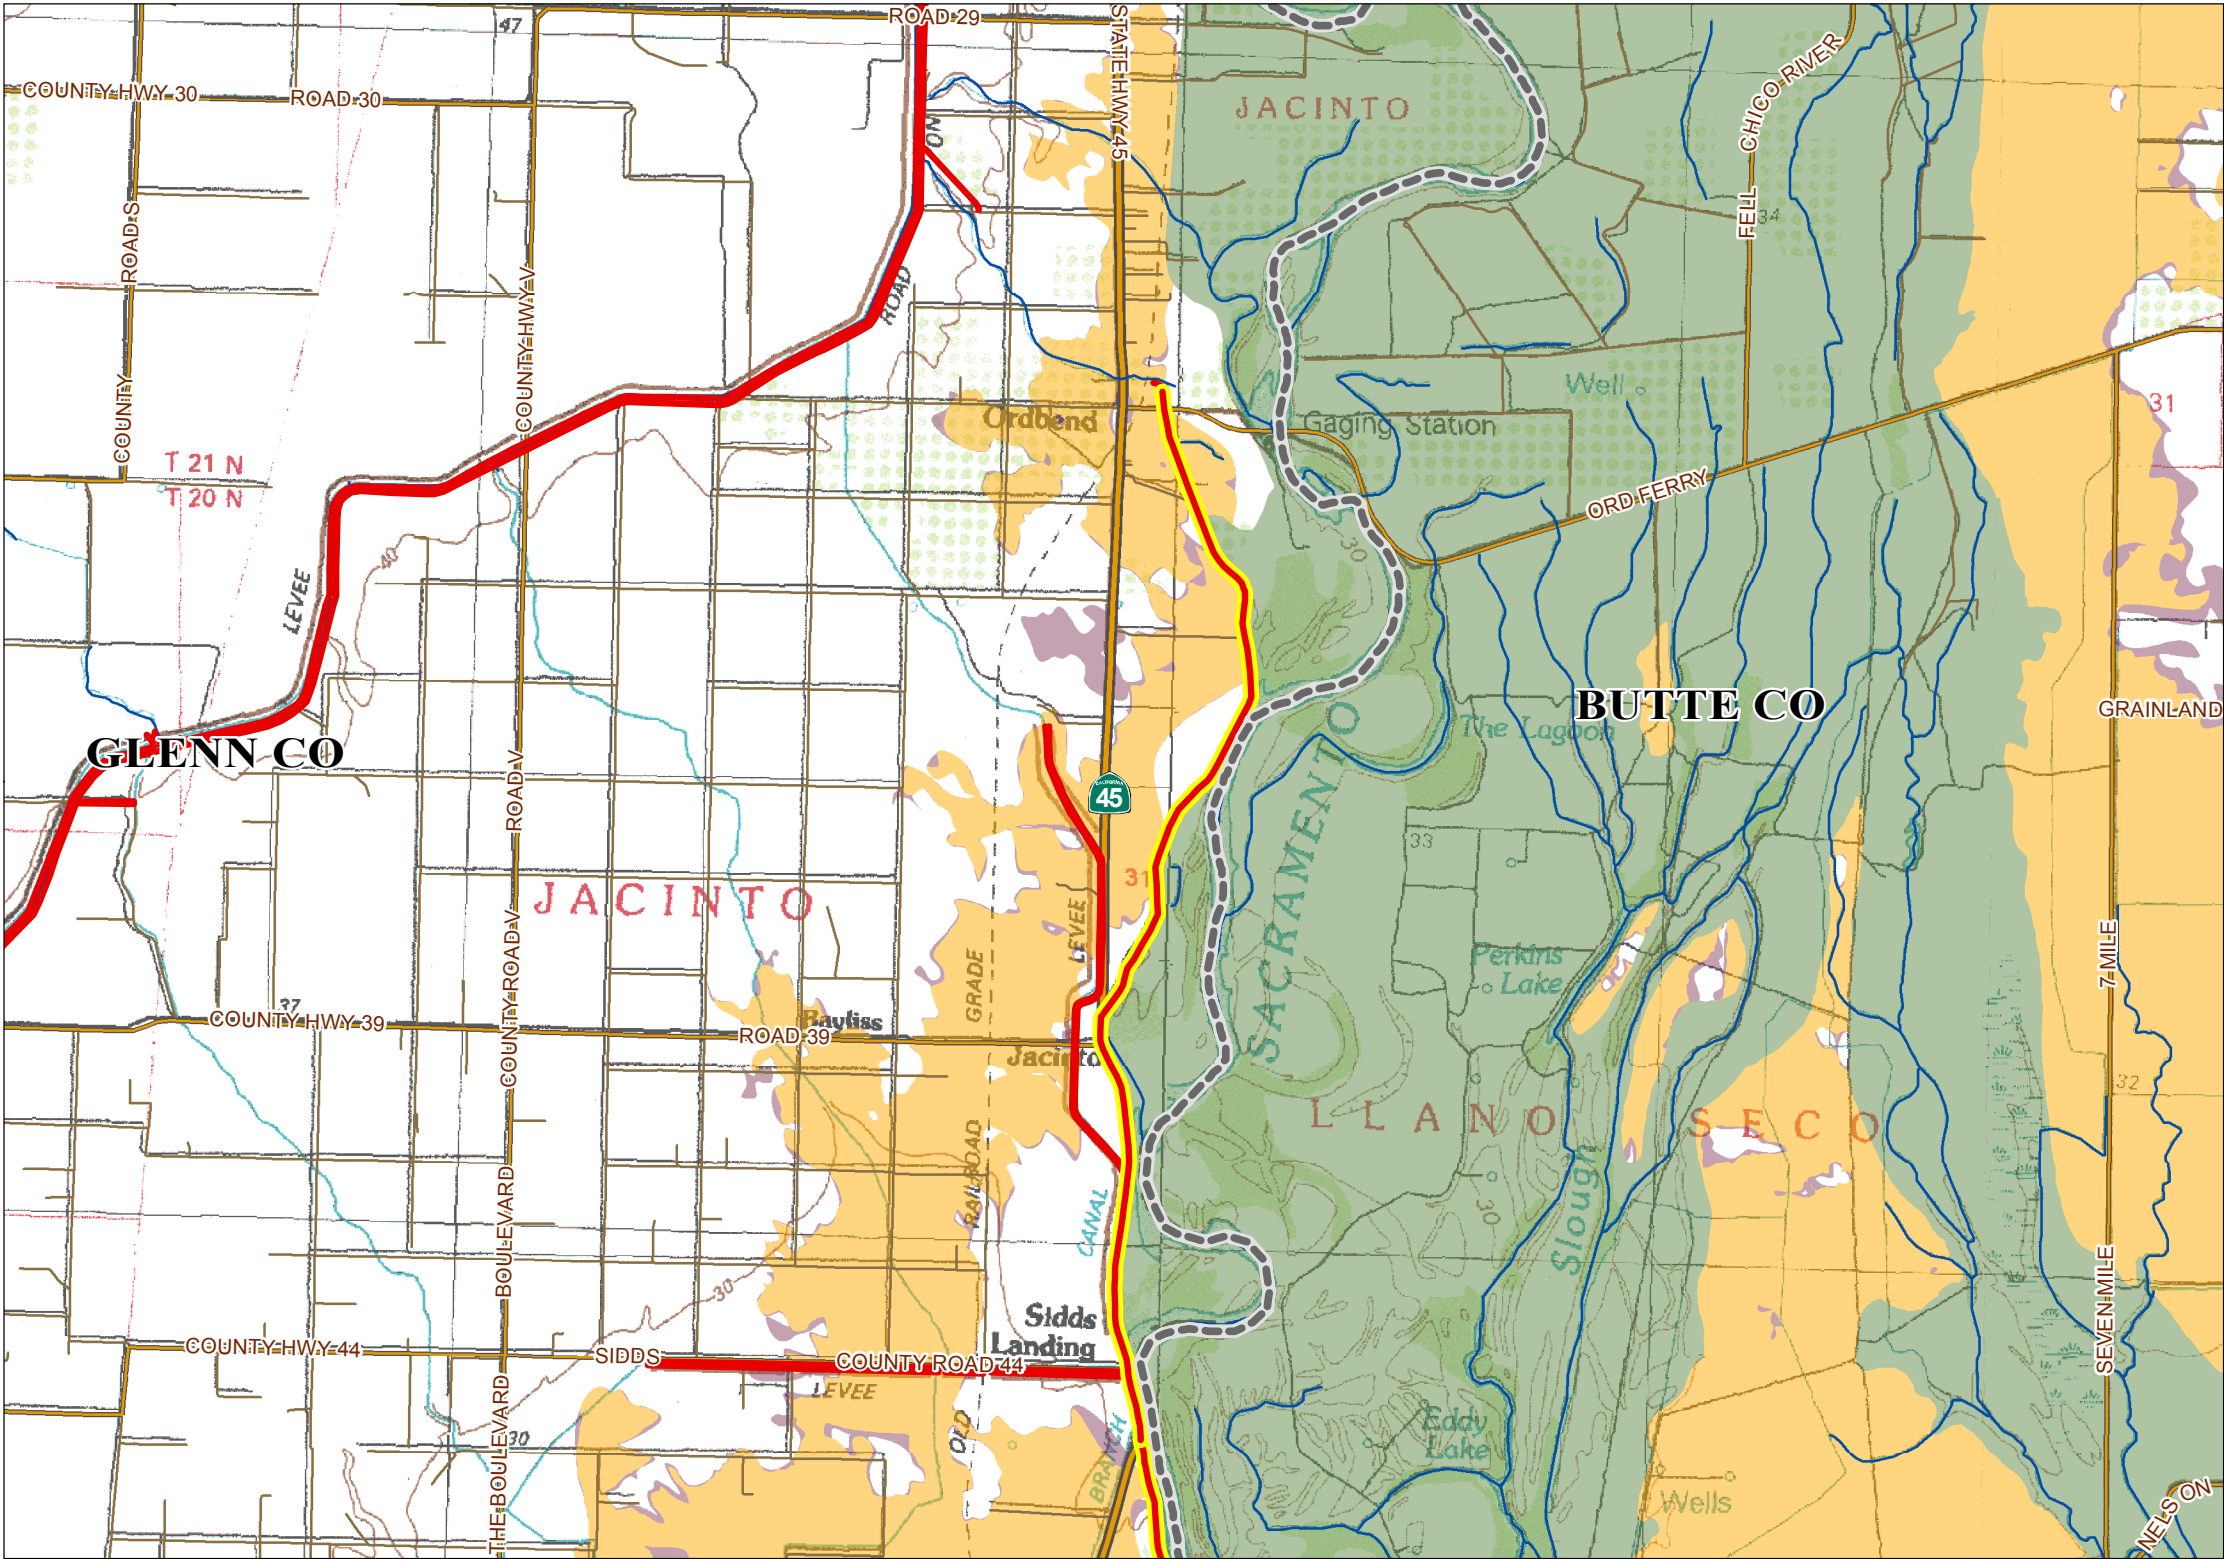 ROAD 29
STATE HWY 45
47
COUNTY HWY 30
ROAD 30
JACINTO
CHICO RIVER
FELL
ON
34
COUNTY
ROAD S
COUNTY HWY V
ROAD
Well
31
Ordbend
Gaging Station
T 21 N
T 20 N
ORD FERRY
40
30
LEVEE
BUTTE CO
GRAINLAND
The Lagoon
GLENN CO
SACRAMENTO
CALIFORNIA
45
ROAD V
33
31
JACINTO
LEVEE
COUNTY ROAD V
7 MILE
Perkins
Lake
GRADE
37
COUNTY HWY 39
Bayliss
ROAD 39
Jacinto
32
LLANO SECO
RAILROAD
Slough
30
CANAL
BOULEVARD
30
Sidds
Landing
SEVEN MILE
COUNTY HWY 44
SIDDS
COUNTY ROAD 44
LEVEE
THE BOULEVARD
30
OLD
BRANCH
Eddy
Lake
Wells
NELSON